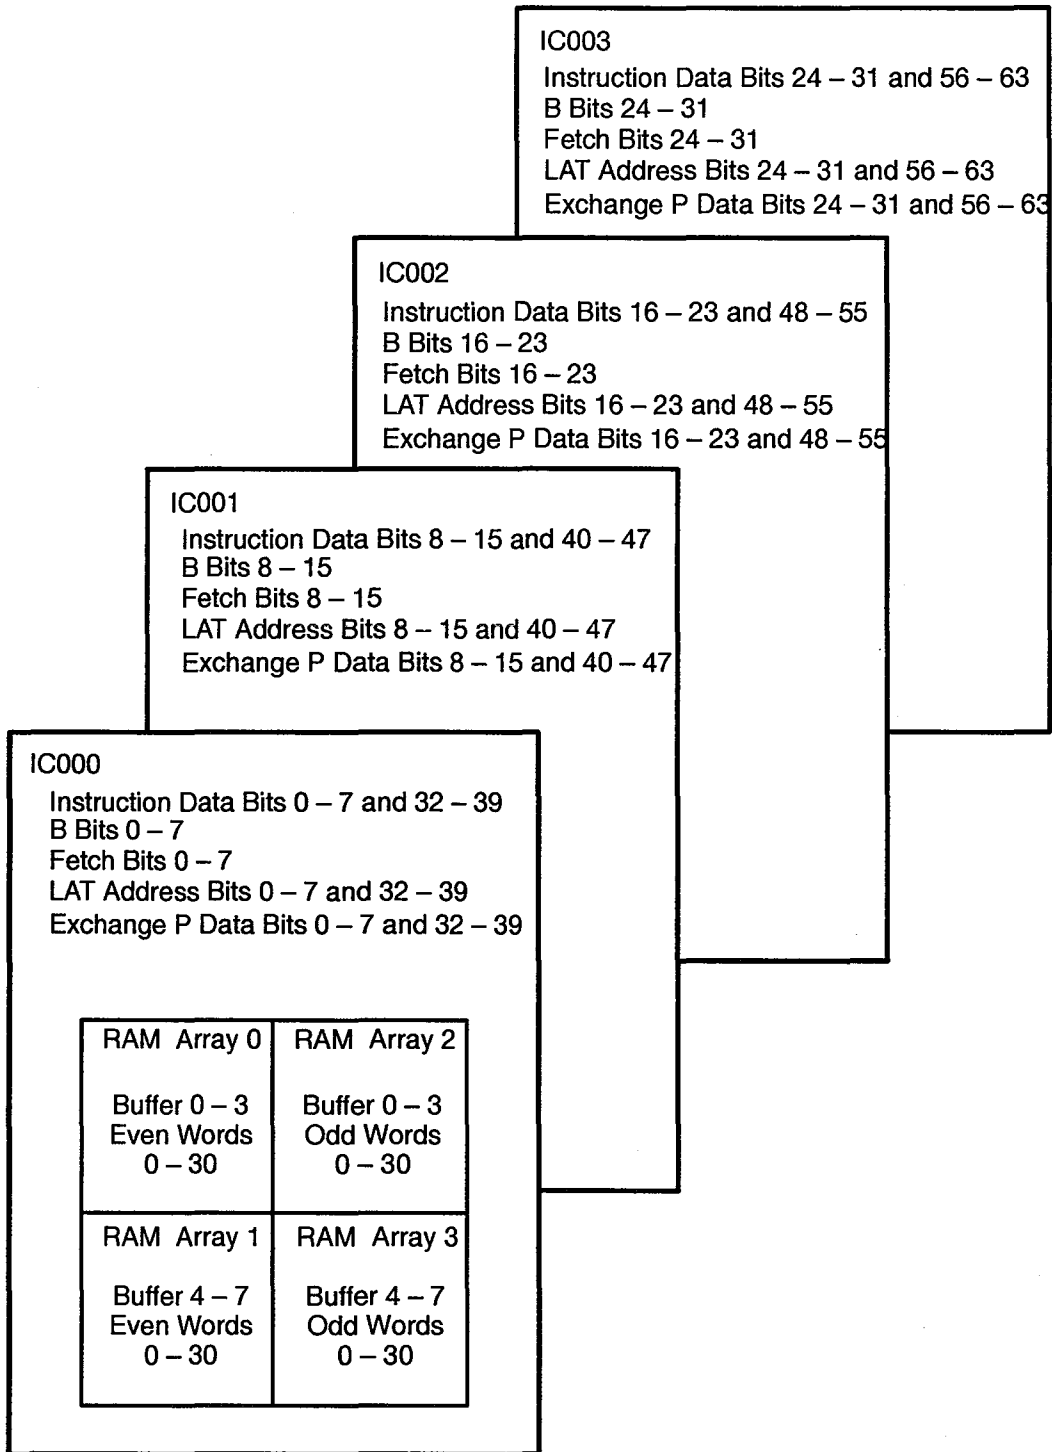 IC003
Instruction Data Bits 24 – 31 and 56 – 63
B Bits 24 – 31
Fetch Bits 24 – 31
LAT Address Bits 24 – 31 and 56 – 63
Exchange P Data Bits 24 – 31 and 56 – 63
IC002
Instruction Data Bits 16 – 23 and 48 – 55
B Bits 16 – 23
Fetch Bits 16 – 23
LAT Address Bits 16 – 23 and 48 – 55
Exchange P Data Bits 16 – 23 and 48 – 55
IC001
Instruction Data Bits 8 – 15 and 40 – 47
B Bits 8 – 15
Fetch Bits 8 – 15
LAT Address Bits 8 – 15 and 40 – 47
Exchange P Data Bits 8 – 15 and 40 – 47
IC000
Instruction Data Bits 0 – 7 and 32 – 39
B Bits 0 – 7
Fetch Bits 0 – 7
LAT Address Bits 0 – 7 and 32 – 39
Exchange P Data Bits 0 – 7 and 32 – 39
RAM Array 0
Buffer 0 – 3
Even Words
0 – 30
RAM Array 2
Buffer 0 – 3
Odd Words
0 – 30
RAM Array 1
Buffer 4 – 7
Even Words
0 – 30
RAM Array 3
Buffer 4 – 7
Odd Words
0 – 30